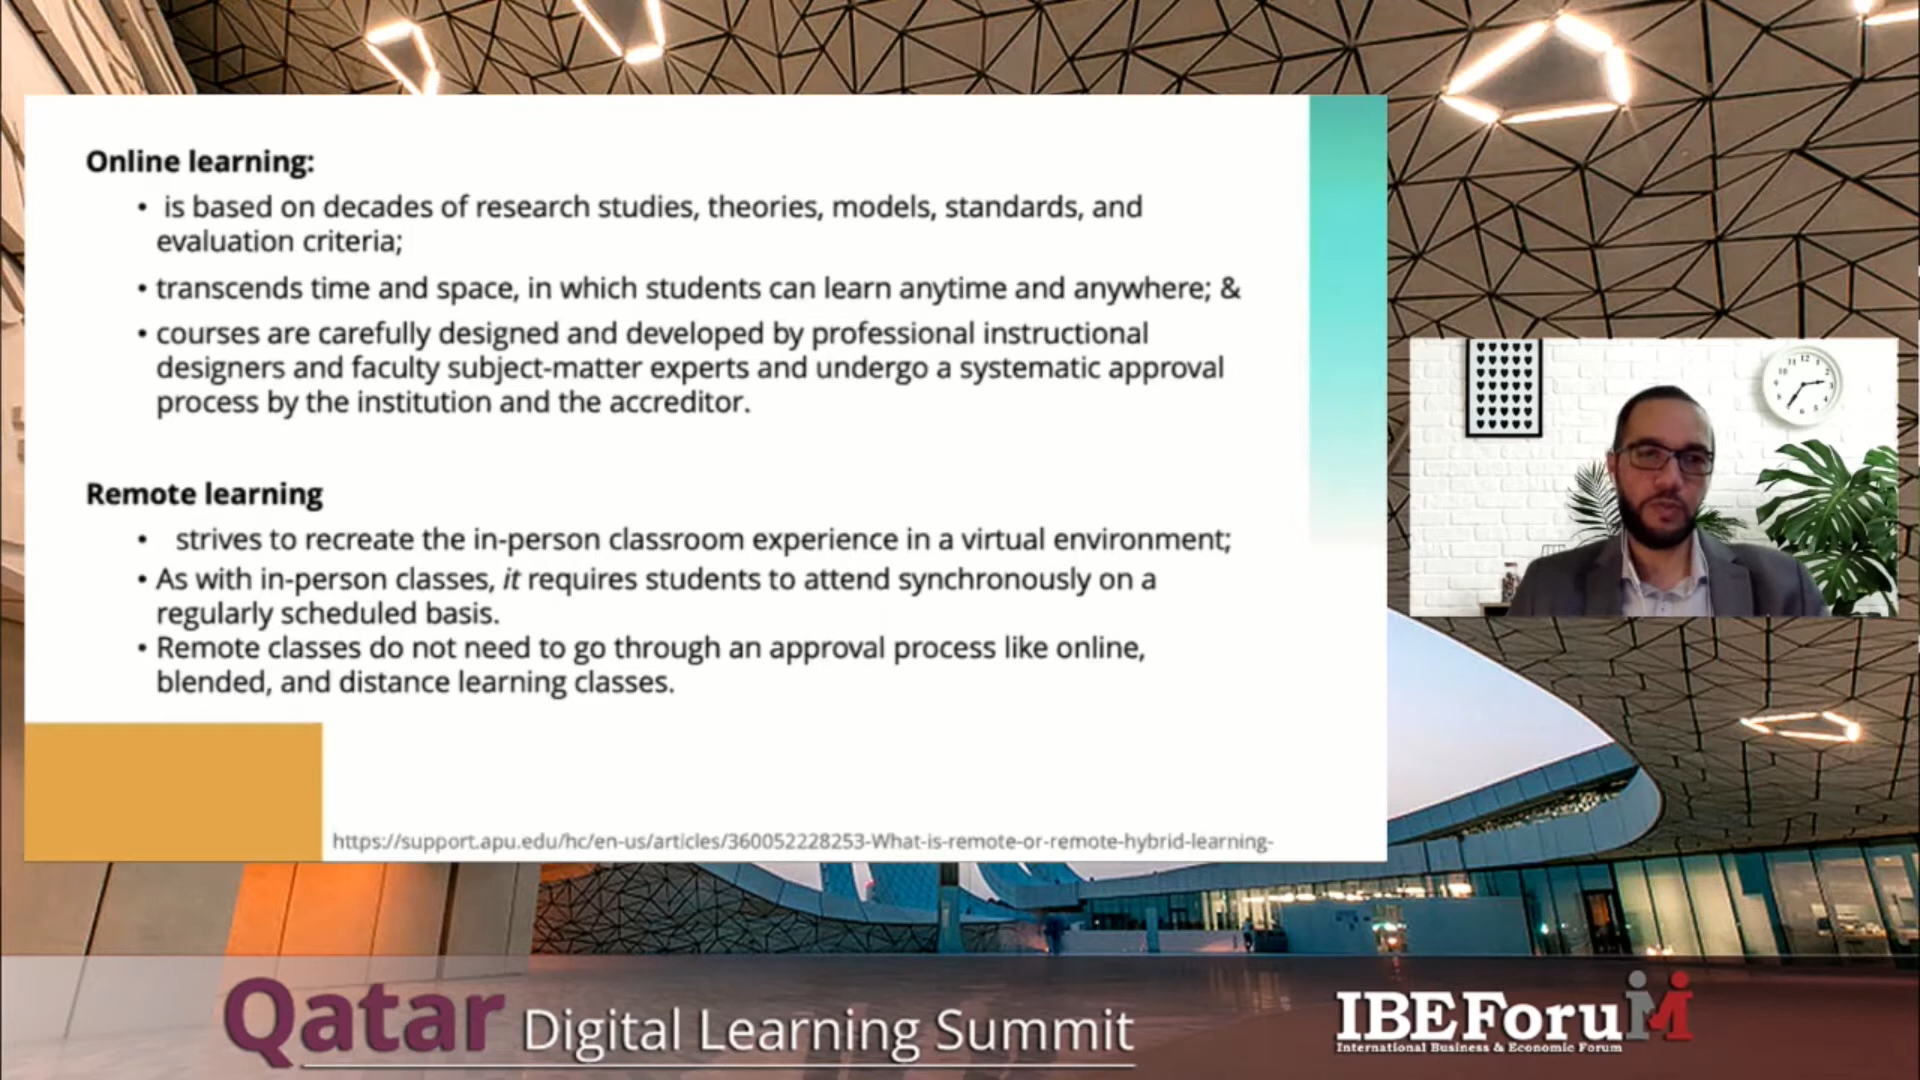 Online learning:
• is based on decades of research studies, theories, models, standards, and
evaluation criteria;
• transcends time and space, in which students can learn anytime and anywhere; &
• courses are carefully designed and developed by professional instructional
designers and faculty subject-matter experts and undergo a systematic approval
process by the institution and the accreditor.
Remote learning
• strives to recreate the in-person classroom experience in a virtual environment;
• As with in-person classes, it requires students to attend synchronously on a
regularly scheduled basis.
• Remote classes do not need to go through an approval process like online,
blended, and distance learning classes.
https://support.apu.edu/hc/en-us/articles/360052228253-What-is-remote-or-remote-hybrid-learning-
Qatar Digital Learning Summit
IBEForuM
International Business & Economic Forum